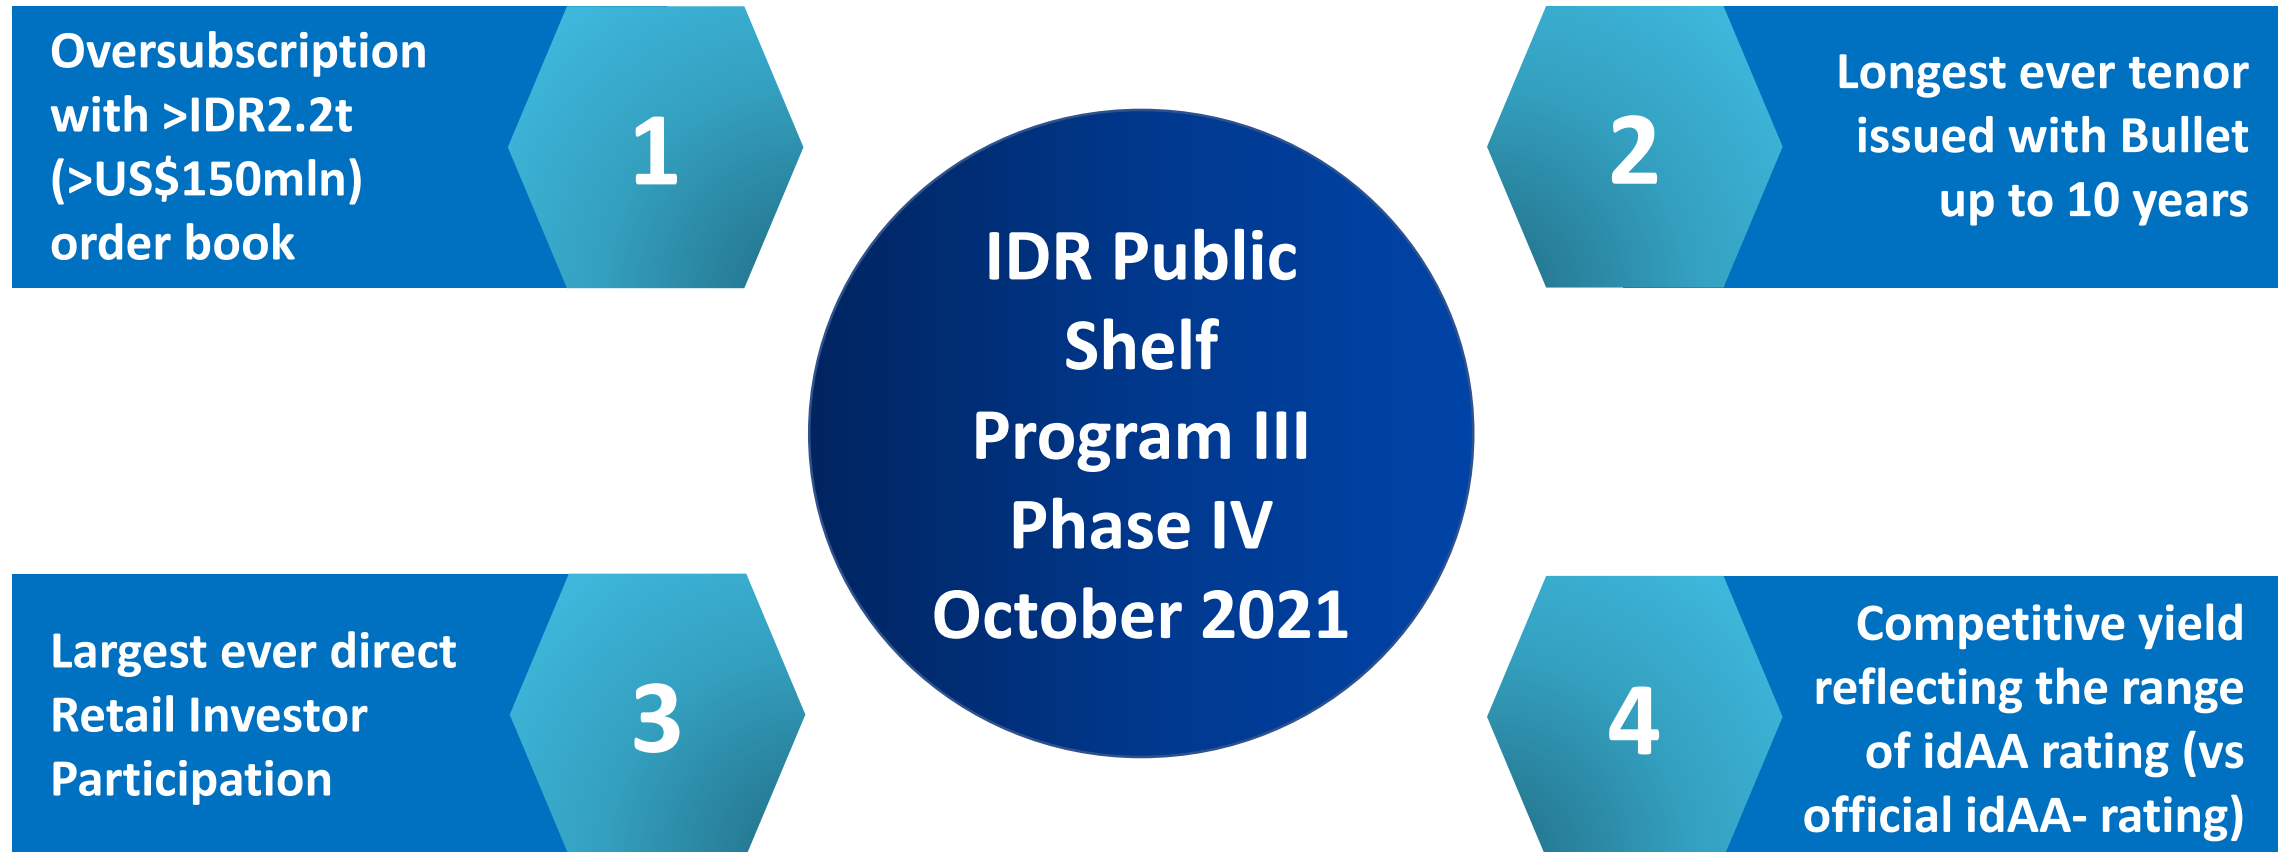 Oversubscription
with >IDR2.2t
(>US$150mln)
order book
1
2
Longest ever tenor
issued with Bullet
up to 10 years
IDR Public
Shelf
Program III
Phase IV
October 2021
Largest ever direct
Retail Investor
Participation
3
4
Competitive yield
reflecting the range
of idAA rating (vs
official idAA- rating)